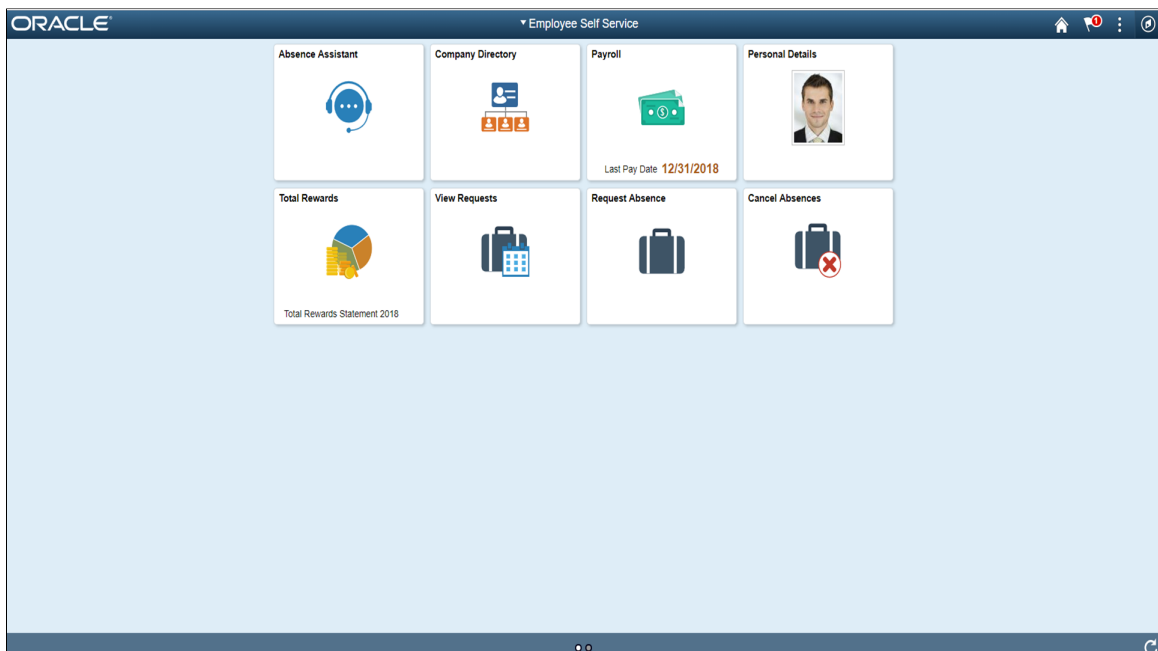 ORACLE®
Employee Self Service
1
Absence Assistant
Company Directory
Payroll
Last Pay Date 12/31/2018
Personal Details
Total Rewards
Total Rewards Statement 2018
View Requests
Request Absence
Cancel Absences